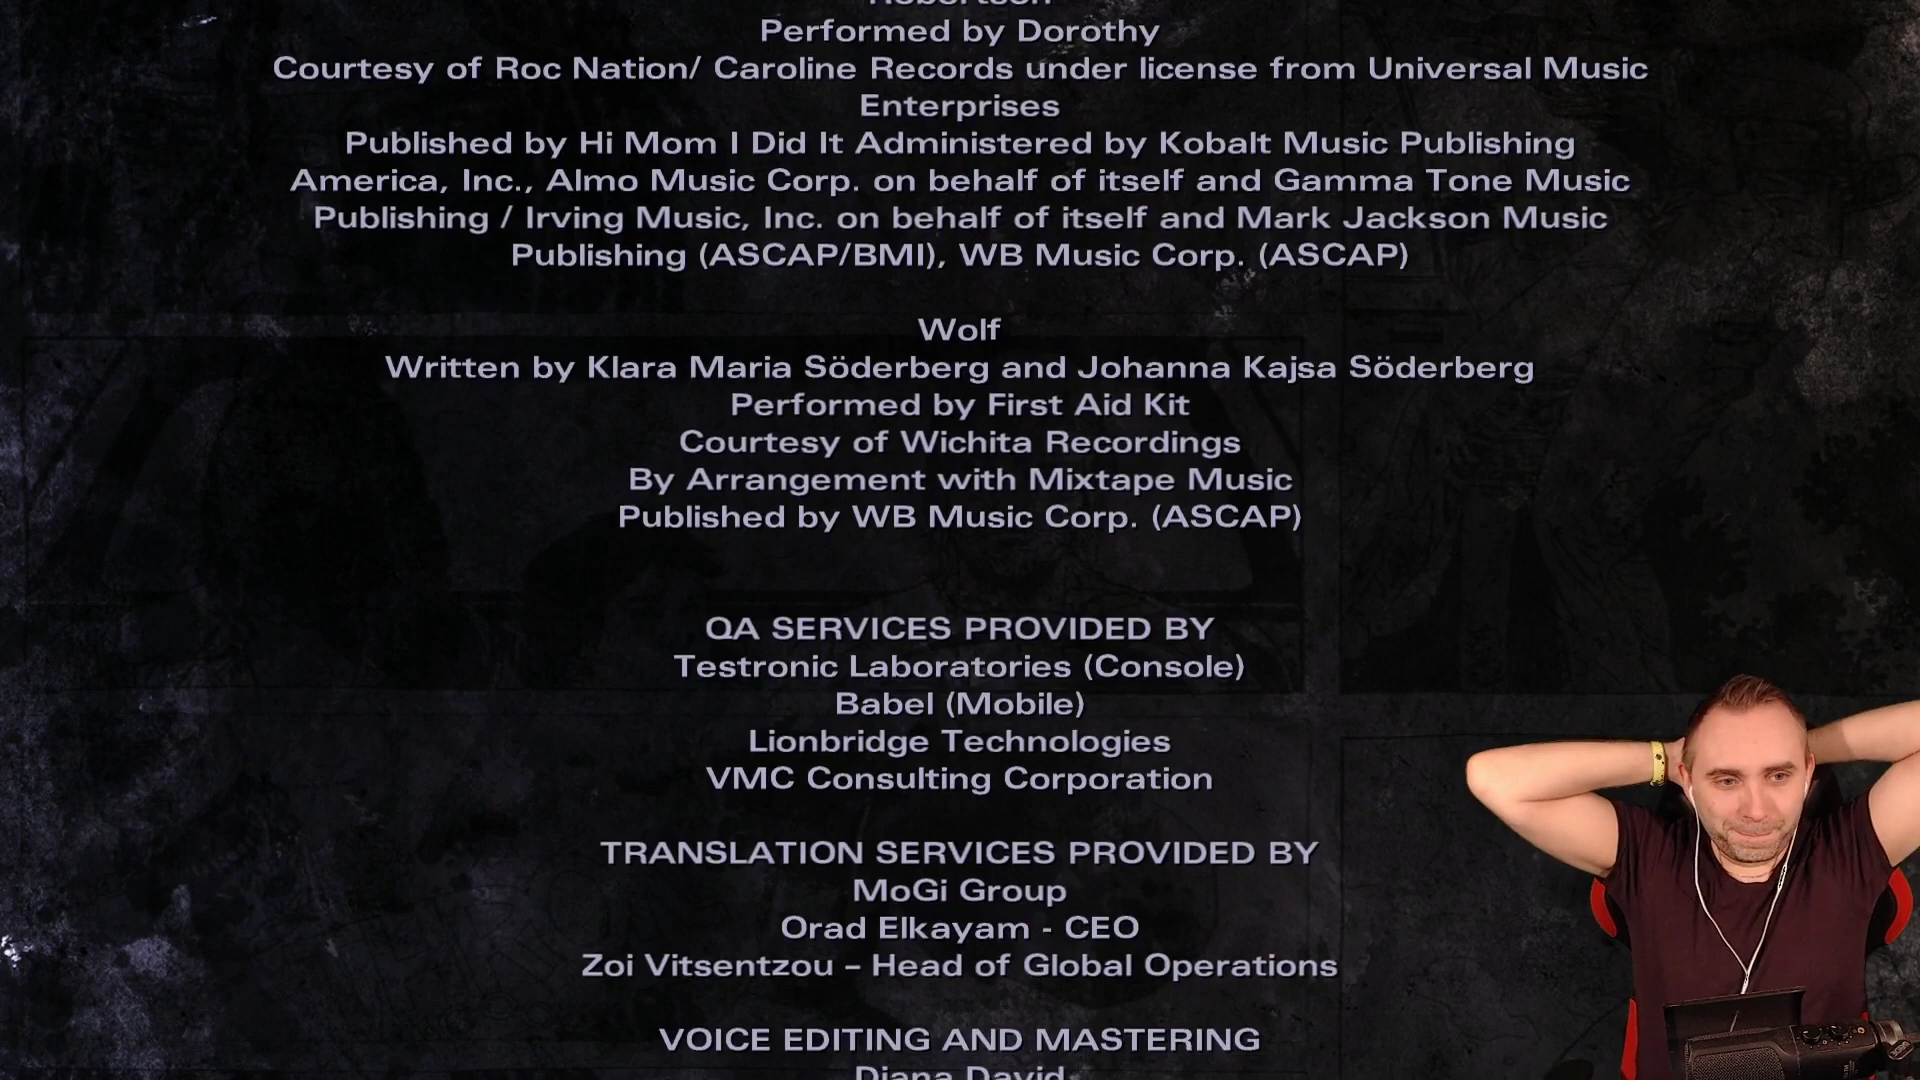 Robertson
Performed by Dorothy
Courtesy of Roc Nation/ Caroline Records under license from Universal Music
Enterprises
Published by Hi Mom I Did It Administered by Kobalt Music Publishing
America, Inc., Almo Music Corp. on behalf of itself and Gamma Tone Music
Publishing / Irving Music, Inc. on behalf of itself and Mark Jackson Music
Publishing (ASCAP/BMI), WB Music Corp. (ASCAP)
Wolf
Written by Klara Maria Söderberg and Johanna Kajsa Söderberg
Performed by First Aid Kit
Courtesy of Wichita Recordings
By Arrangement with Mixtape Music
Published by WB Music Corp. (ASCAP)
QA SERVICES PROVIDED BY
Testronic Laboratories (Console)
Babel (Mobile)
Lionbridge Technologies
VMC Consulting Corporation
TRANSLATION SERVICES PROVIDED BY
MoGi Group
Orad Elkayam - CEO
Zoi Vitsentzou – Head of Global Operations
VOICE EDITING AND MASTERING
Diana David